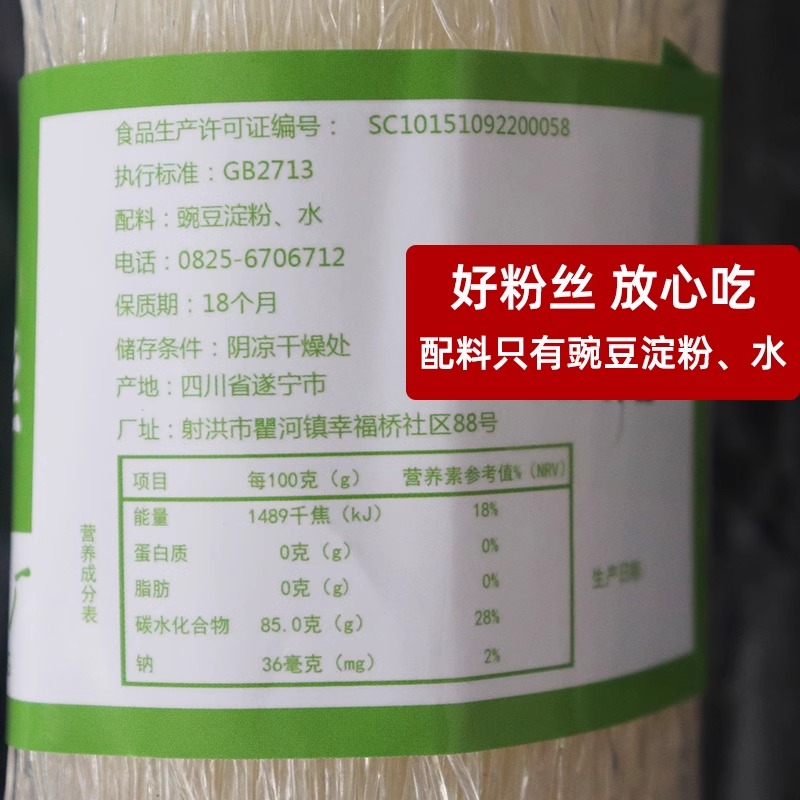 食品生产许可证编号： SC10151092200058
执行标准：GB2713
配料：豌豆淀粉、水
电话：0825-6706712
保质期：18个月
储存条件：阴凉干燥处
产地：四川省遂宁市
厂址：射洪市瞿河镇幸福桥社区88号
好粉丝 放心吃
配料只有豌豆淀粉、水
营养成分表
项目 每100克（g） 营养素参考值%（NRV）
能量 1489千焦（kJ） 18%
蛋白质 0克（g） 0%
脂肪 0克（g） 0%
碳水化合物 85.0克（g） 28%
钠 36毫克（mg） 2%
生产日期